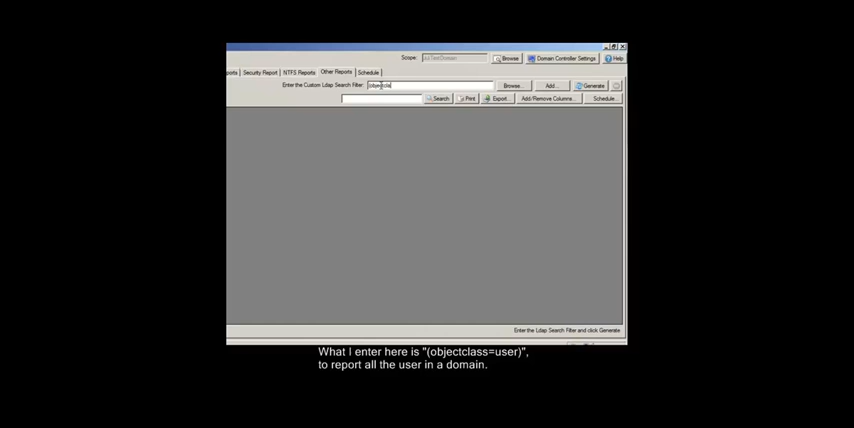 Scope:
Browse
Domain Controller Settings
Help
Security Report
NTFS Reports
Other Reports
Schedule
Enter the Custom Ldap Search Filter:
(objectcla
Browse...
Add...
Generate
Search
Print
Export...
Add/Remove Columns...
Schedule...
Enter the Ldap Search Filter and click Generate
What I enter here is "(objectclass=user)",
to report all the user in a domain.